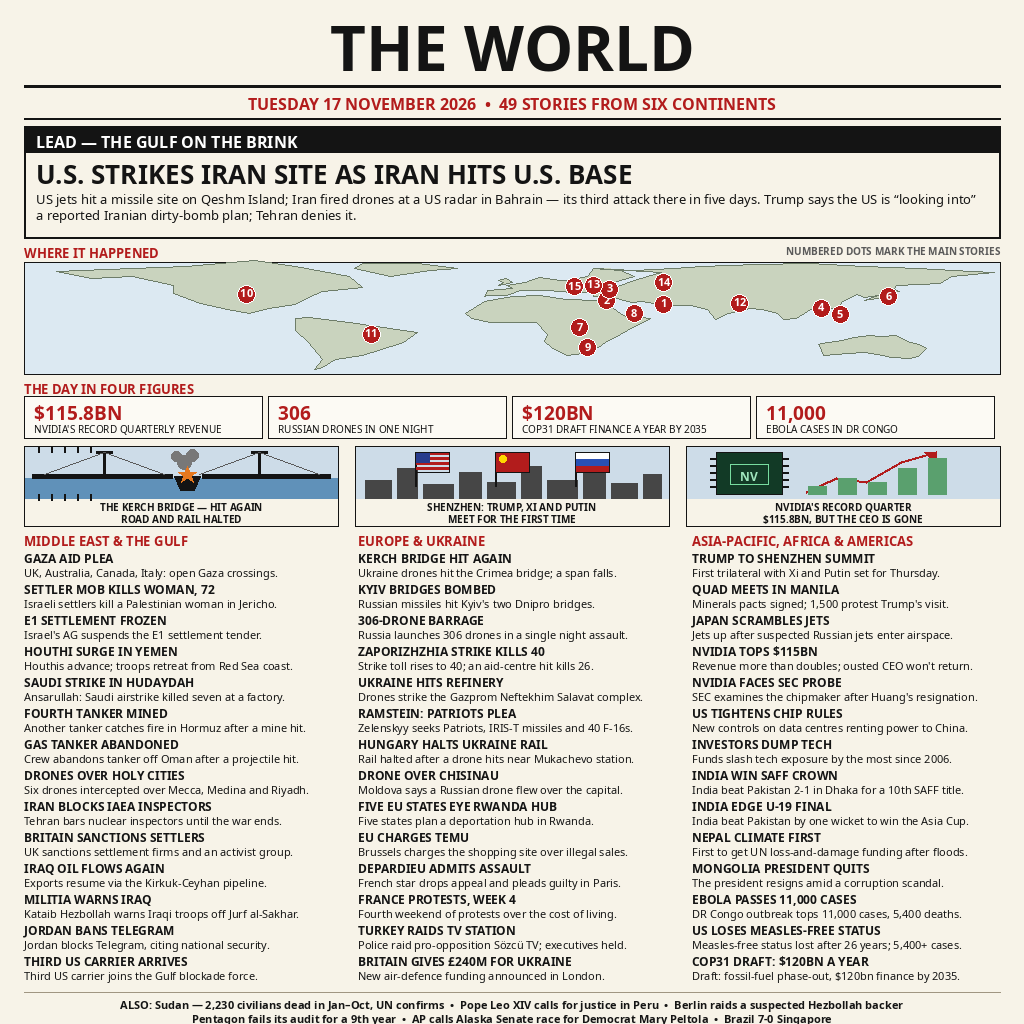 THE WORLD
TUESDAY 17 NOVEMBER 2026 • 49 STORIES FROM SIX CONTINENTS
LEAD — THE GULF ON THE BRINK
U.S. STRIKES IRAN SITE AS IRAN HITS U.S. BASE
US jets hit a missile site on Qeshm Island; Iran fired drones at a US radar in Bahrain — its third attack there in five days. Trump says the US is “looking into”
a reported Iranian dirty-bomb plan; Tehran denies it.
WHERE IT HAPPENED
NUMBERED DOTS MARK THE MAIN STORIES
10
11
15
13
3
2
14
1
8
7
9
12
4
5
6
THE DAY IN FOUR FIGURES
$115.8BN
NVIDIA'S RECORD QUARTERLY REVENUE
306
RUSSIAN DRONES IN ONE NIGHT
$120BN
COP31 DRAFT FINANCE A YEAR BY 2035
11,000
EBOLA CASES IN DR CONGO
THE KERCH BRIDGE — HIT AGAIN
ROAD AND RAIL HALTED
SHENZHEN: TRUMP, XI AND PUTIN
MEET FOR THE FIRST TIME
NV
NVIDIA'S RECORD QUARTER
$115.8BN, BUT THE CEO IS GONE
MIDDLE EAST & THE GULF
GAZA AID PLEA
UK, Australia, Canada, Italy: open Gaza crossings.
SETTLER MOB KILLS WOMAN, 72
Israeli settlers kill a Palestinian woman in Jericho.
E1 SETTLEMENT FROZEN
Israel's AG suspends the E1 settlement tender.
HOUTHI SURGE IN YEMEN
Houthis advance; troops retreat from Red Sea coast.
SAUDI STRIKE IN HUDAYDAH
Ansarullah: Saudi airstrike killed seven at a factory.
FOURTH TANKER MINED
Another tanker catches fire in Hormuz after a mine hit.
GAS TANKER ABANDONED
Crew abandons tanker off Oman after a projectile hit.
DRONES OVER HOLY CITIES
Six drones intercepted over Mecca, Medina and Riyadh.
IRAN BLOCKS IAEA INSPECTORS
Tehran bars nuclear inspectors until the war ends.
BRITAIN SANCTIONS SETTLERS
UK sanctions settlement firms and an activist group.
IRAQ OIL FLOWS AGAIN
Exports resume via the Kirkuk-Ceyhan pipeline.
MILITIA WARNS IRAQ
Kataib Hezbollah warns Iraqi troops off Jurf al-Sakhar.
JORDAN BANS TELEGRAM
Jordan blocks Telegram, citing national security.
THIRD US CARRIER ARRIVES
Third US carrier joins the Gulf blockade force.
EUROPE & UKRAINE
KERCH BRIDGE HIT AGAIN
Ukraine drones hit the Crimea bridge; a span falls.
KYIV BRIDGES BOMBED
Russian missiles hit Kyiv's two Dnipro bridges.
306-DRONE BARRAGE
Russia launches 306 drones in a single night assault.
ZAPORIZHZHIA STRIKE KILLS 40
Strike toll rises to 40; an aid-centre hit kills 26.
UKRAINE HITS REFINERY
Drones strike the Gazprom Neftekhim Salavat complex.
RAMSTEIN: PATRIOTS PLEA
Zelenskyy seeks Patriots, IRIS-T missiles and 40 F-16s.
HUNGARY HALTS UKRAINE RAIL
Rail halted after a drone hits near Mukachevo station.
DRONE OVER CHISINAU
Moldova says a Russian drone flew over the capital.
FIVE EU STATES EYE RWANDA HUB
Five states plan a deportation hub in Rwanda.
EU CHARGES TEMU
Brussels charges the shopping site over illegal sales.
DEPARDIEU ADMITS ASSAULT
French star drops appeal and pleads guilty in Paris.
FRANCE PROTESTS, WEEK 4
Fourth weekend of protests over the cost of living.
TURKEY RAIDS TV STATION
Police raid pro-opposition Sözcü TV; executives held.
BRITAIN GIVES £240M FOR UKRAINE
New air-defence funding announced in London.
ASIA-PACIFIC, AFRICA & AMERICAS
TRUMP TO SHENZHEN SUMMIT
First trilateral with Xi and Putin set for Thursday.
QUAD MEETS IN MANILA
Minerals pacts signed; 1,500 protest Trump's visit.
JAPAN SCRAMBLES JETS
Jets up after suspected Russian jets enter airspace.
NVIDIA TOPS $115BN
Revenue more than doubles; ousted CEO won't return.
NVIDIA FACES SEC PROBE
SEC examines the chipmaker after Huang's resignation.
US TIGHTENS CHIP RULES
New controls on data centres renting power to China.
INVESTORS DUMP TECH
Funds slash tech exposure by the most since 2006.
INDIA WIN SAFF CROWN
India beat Pakistan 2-1 in Dhaka for a 10th SAFF title.
INDIA EDGE U-19 FINAL
India beat Pakistan by one wicket to win the Asia Cup.
NEPAL CLIMATE FIRST
First to get UN loss-and-damage funding after floods.
MONGOLIA PRESIDENT QUITS
The president resigns amid a corruption scandal.
EBOLA PASSES 11,000 CASES
DR Congo outbreak tops 11,000 cases, 5,400 deaths.
US LOSES MEASLES-FREE STATUS
Measles-free status lost after 26 years; 5,400+ cases.
COP31 DRAFT: $120BN A YEAR
Draft: fossil-fuel phase-out, $120bn finance by 2035.
ALSO: Sudan — 2,230 civilians dead in Jan–Oct, UN confirms • Pope Leo XIV calls for justice in Peru • Berlin raids a suspected Hezbollah backer
Pentagon fails its audit for a 9th year • AP calls Alaska Senate race for Democrat Mary Peltola • Brazil 7-0 Singapore